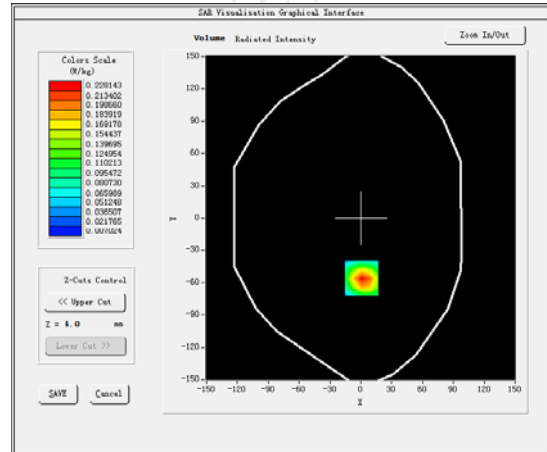 SAR Visualisation Graphical Interface
Volume Radiated Intensity
Zoom In/Out
Colors Scale
(W/kg)
0.228143
0.213402
0.198660
0.183919
0.169178
0.154437
0.139695
0.124954
0.110213
0.095472
0.080730
0.065989
0.051248
0.036507
0.021765
0.007024
150
120
90
60
30
0
-30
-60
-90
-120
-150
Y
-150 -120 -90 -60 -30 0 30 60 90 120 150
X
Z-Cuts Control
<< Upper Cut
Z = 4.0 mm
Lower Cut >>
SAVE Cancel